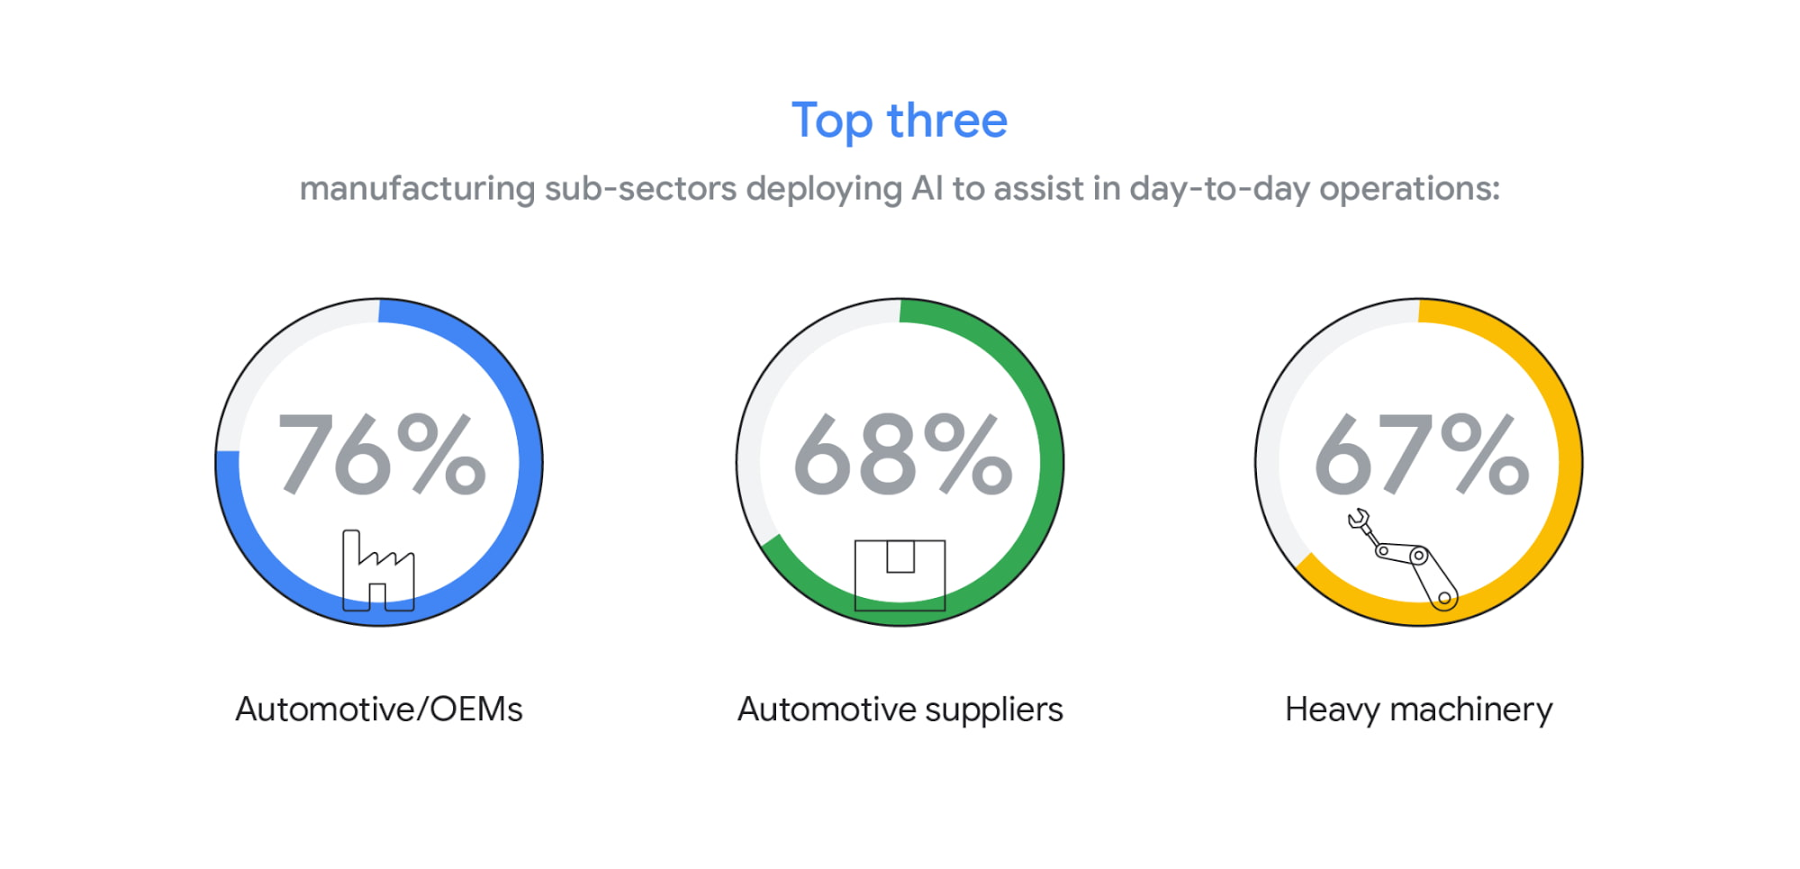 Top three
manufacturing sub-sectors deploying AI to assist in day-to-day operations:
76%
68%
67%
Automotive/OEMs
Automotive suppliers
Heavy machinery